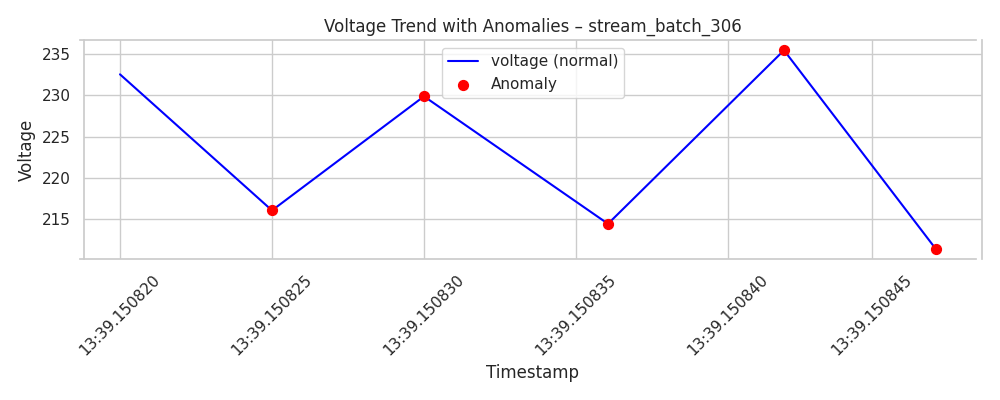 Voltage Trend with Anomalies – stream_batch_306
voltage (normal)
Anomaly
Voltage
235
230
225
220
215
13:39.150820
13:39.150825
13:39.150830
13:39.150835
13:39.150840
13:39.150845
Timestamp